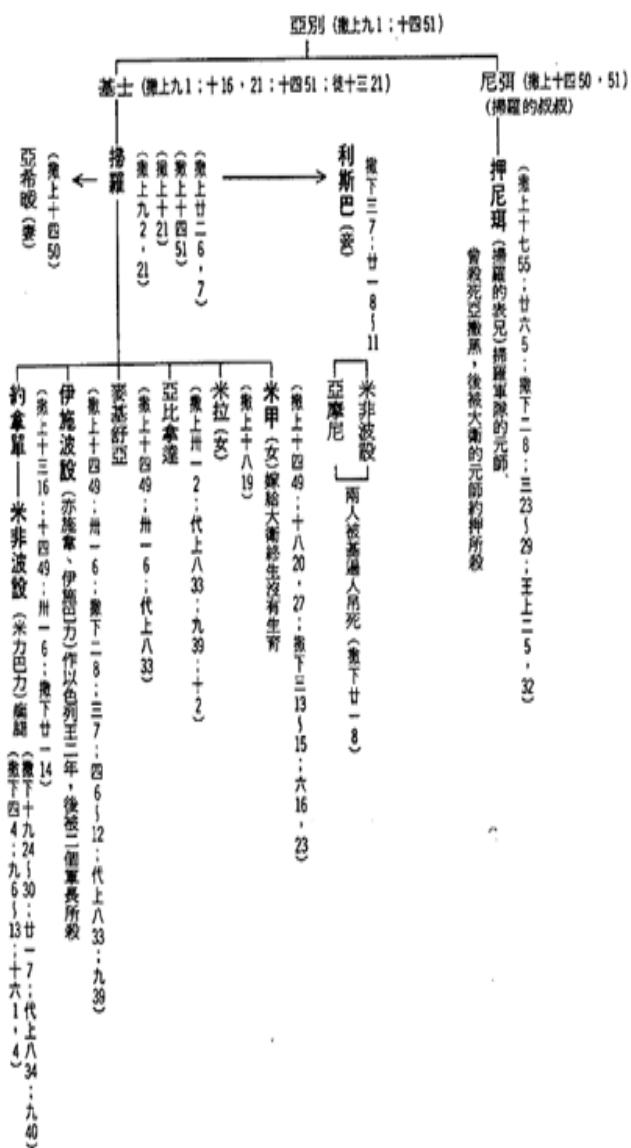 亞別 (撒上九1；十四51)
基士 (撒上九1；十16，21；十四51；徒十三21)
尼弭 (撒上十四50，51)
(掃羅的叔叔)
亞希暖 (妻)
(撒上十四50)
掃羅
(撒上九2，21)
(撒上十21)
(撒上十四51)
(撒上廿二6，7)
利斯巴 (妾)
撒下三7；廿一8～11
押尼珥 (掃羅的表兄) 掃羅軍隊的元帥、
曾殺死亞撒黑，後被大衛的元帥約押所殺
(撒上十七55；廿六5；撒下二8；三23～29；王上二5，32)
米非波設
亞摩尼
兩人被基遍人吊死 (撒下廿一8)
米甲 (女) 嫁給大衛終生沒有生育
(撒上十四49；十八20，27；撒下三13～15；六16，23)
米拉 (女)
(撒上十八19)
亞比拿達
(撒上卅一2；代上八33；九39；十2)
麥基舒亞
(撒上十四49；卅一6；代上八33)
伊施波設 (亦施韋、伊施巴力) 作以色列王二年，後被二個軍長所殺
(撒上十四49；卅一6；撒下二8；三7；四6～12；代上八33；九39)
約拿單 米非波設 (米力巴力) 瘸腿
(撒上十三16；十四49；卅一6；撒下廿一14)
(撒下四4；九6～13；十六1，4)
(撒下十九24～30；廿一7；代上八34；九40)